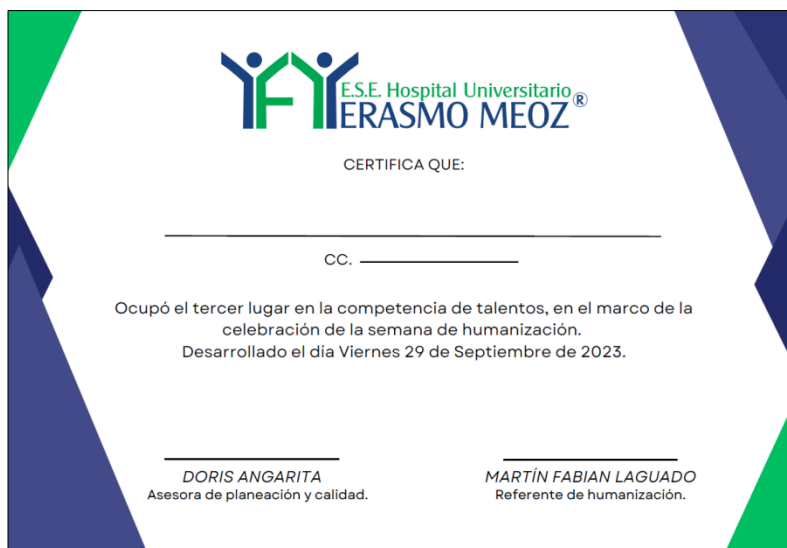 E.S.E. Hospital Universitario
ERASMO MEOZ®
CERTIFICA QUE:
CC.
Ocupó el tercer lugar en la competencia de talentos, en el marco de la
celebración de la semana de humanización.
Desarrollado el día Viernes 29 de Septiembre de 2023.
DORIS ANGARITA
Asesora de planeación y calidad.
MARTÍN FABIAN LAGUADO
Referente de humanización.